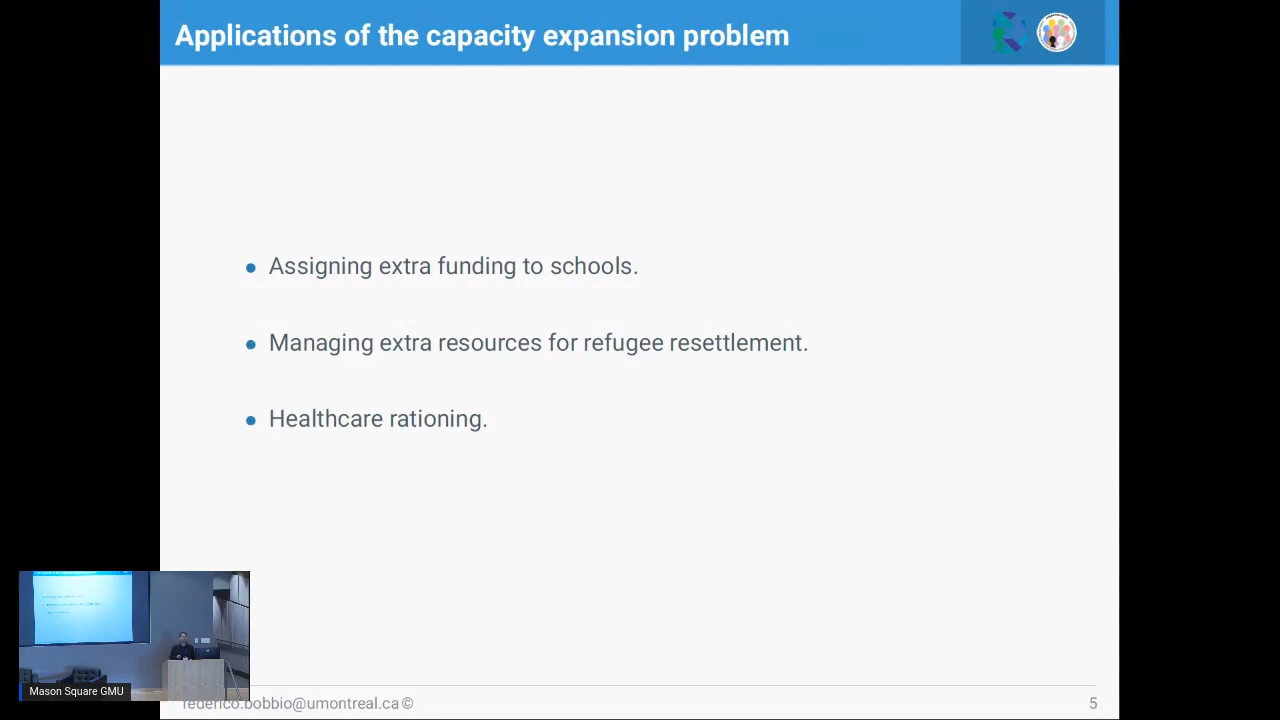 Applications of the capacity expansion problem
Assigning extra funding to schools.
Managing extra resources for refugee resettlement.
Healthcare rationing.
Mason Square GMU
federico.bobbio@umontreal.ca©
5